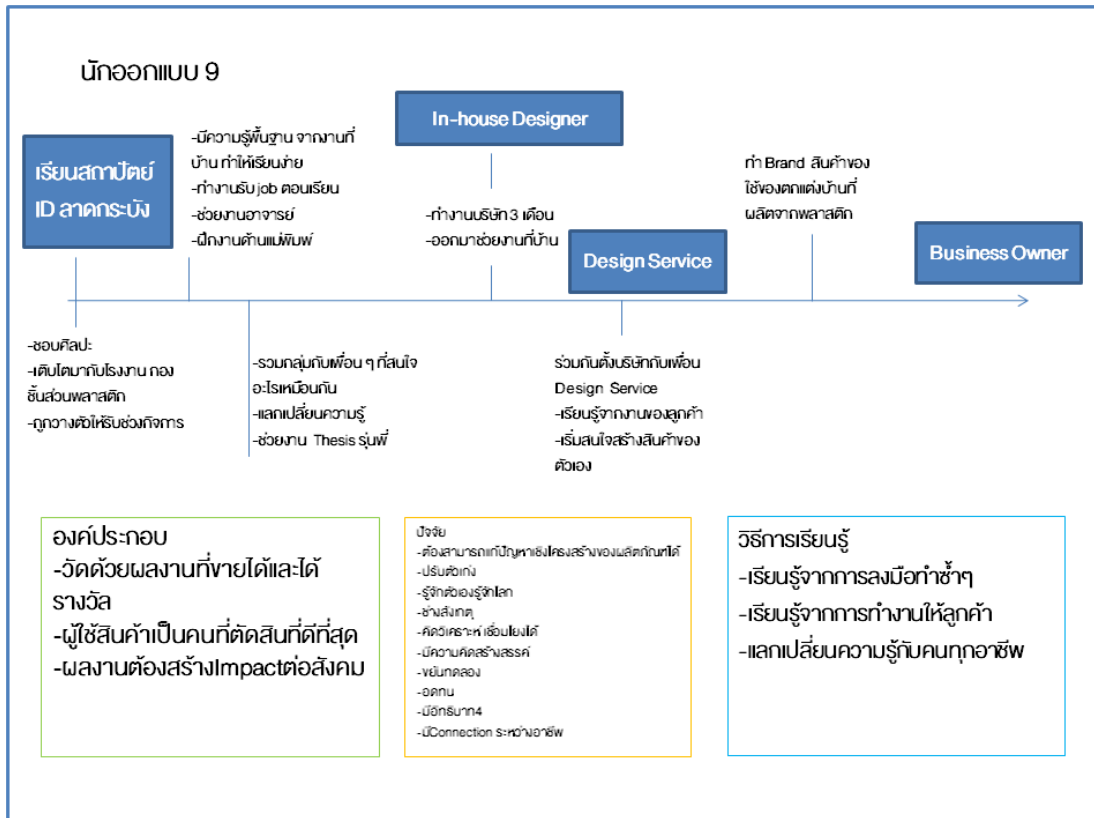 นักออกแบบ 9
เรียนสถาปัตย์
ID ลาดกระบัง
-มีความรู้พื้นฐาน จากงานที่
บ้าน ทำให้เรียนง่าย
-ทำงานรับ job ตอนเรียน
-ช่วยงานอาจารย์
-ฝึกงานด้านแม่พิมพ์
In-house Designer
-ทำงานบริษัท 3 เดือน
-ออกมาช่วยงานที่บ้าน
Design Service
ทำ Brand สินค้าของ
ใช้ของตกแต่งบ้านที่
ผลิตจากพลาสติก
Business Owner
-ชอบศิลปะ
-เติบโตมากับโรงงาน กอง
ชิ้นส่วนพลาสติก
-ถูกวางตัวให้รับช่วงกิจการ
-รวมกลุ่มกับเพื่อน ๆ ที่สนใจ
อะไรเหมือนกัน
-แลกเปลี่ยนความรู้
-ช่วยงาน Thesis รุ่นพี่
ร่วมกันตั้งบริษัทกับเพื่อน
Design Service
-เรียนรู้จากงานของลูกค้า
-เริ่มสนใจสร้างสินค้าของ
ตัวเอง
องค์ประกอบ
-วัดด้วยผลงานที่ขายได้และได้
รางวัล
-ผู้ใช้สินค้าเป็นคนที่ตัดสินที่ดีที่สุด
-ผลงานต้องสร้างImpactต่อสังคม
ปัจจัย
-ต้องสามารถแก้ปัญหาเชิงโครงสร้างของผลิตภัณฑ์ได้
-ปรับตัวเก่ง
-รู้จักตัวเองรู้จักโลก
-ช่างสังเกตุ
-คิดวิเคราะห์ เชื่อมโยงได้
-มีความคิดสร้างสรรค์
-ขยันทดลอง
-อดทน
-มีอิทธิบาท4
-มีConnection ระหว่างอาชีพ
วิธีการเรียนรู้
-เรียนรู้จากการลงมือทำซ้ำๆ
-เรียนรู้จากการทำงานให้ลูกค้า
-แลกเปลี่ยนความรู้กับคนทุกอาชีพ